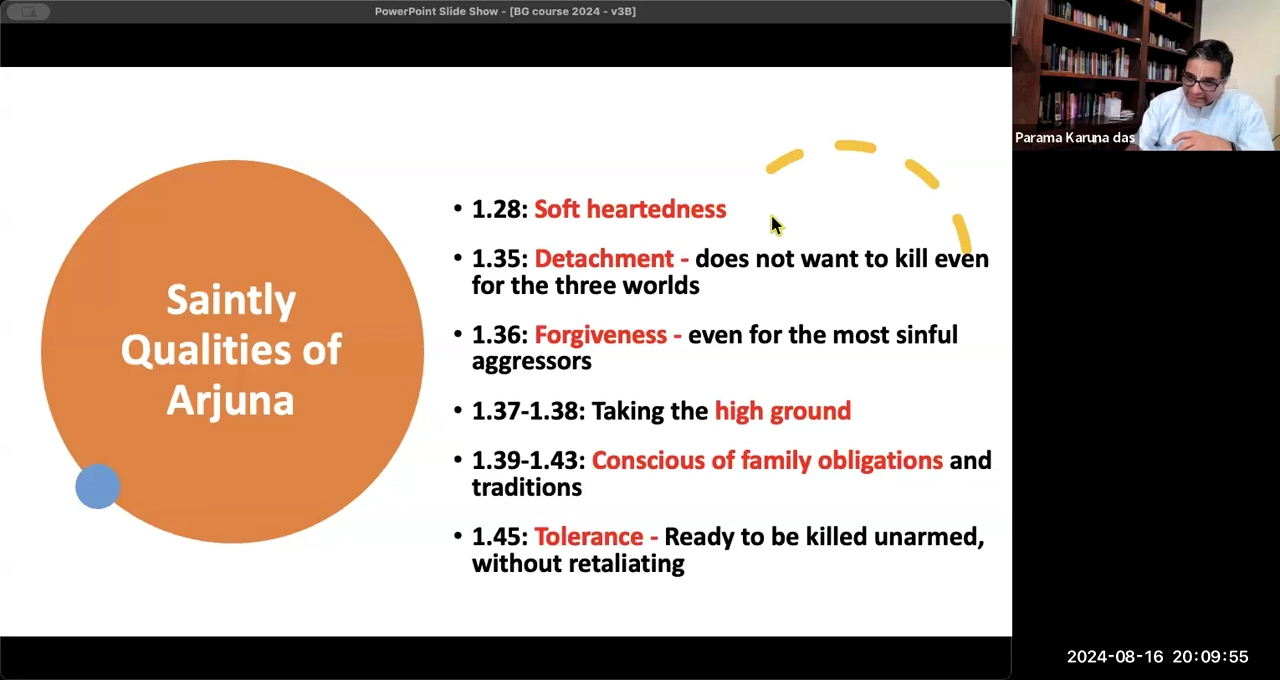 PowerPoint Slide Show - [BG course 2024 - v3B]
Parama Karuna das
Saintly
Qualities of
Arjuna
• 1.28: Soft heartedness
• 1.35: Detachment - does not want to kill even
for the three worlds
• 1.36: Forgiveness - even for the most sinful
aggressors
• 1.37-1.38: Taking the high ground
• 1.39-1.43: Conscious of family obligations and
traditions
• 1.45: Tolerance - Ready to be killed unarmed,
without retaliating
2024-08-16 20:09:55